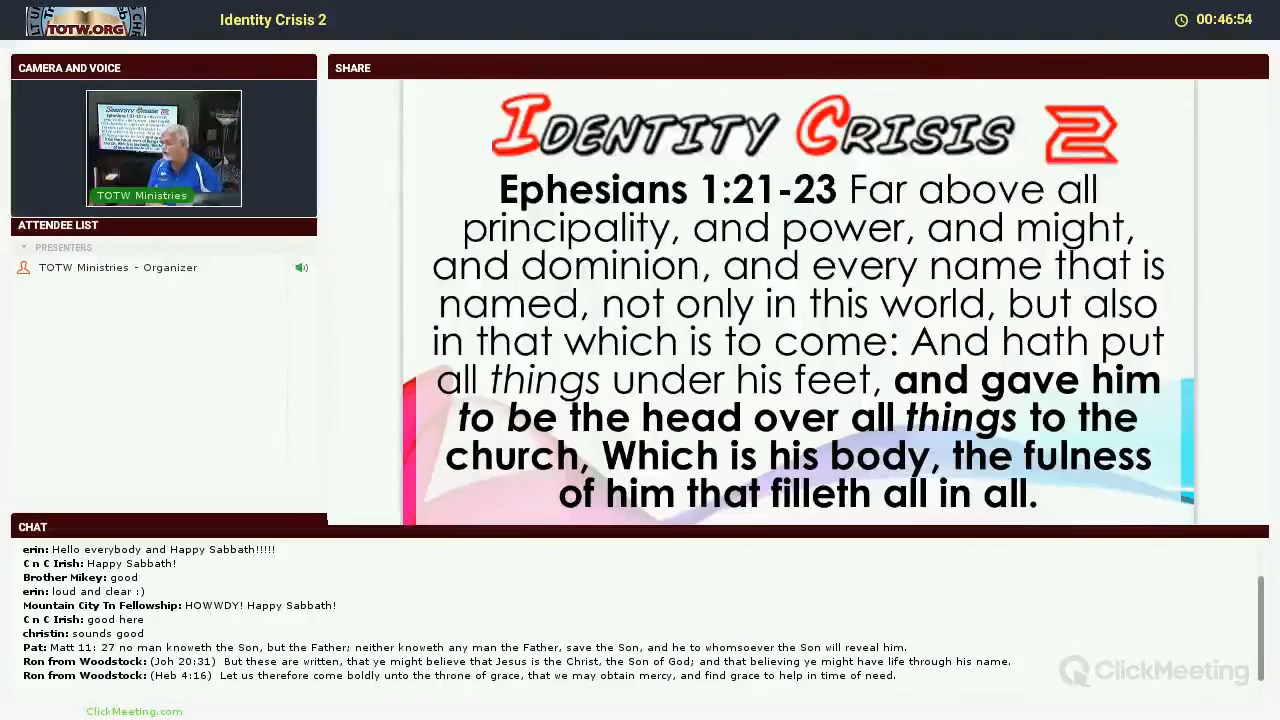 TOTW.ORG
Identity Crisis 2
00:46:54
CAMERA AND VOICE
TOTW Ministries
ATTENDEE LIST
PRESENTERS
TOTW Ministries - Organizer
SHARE
IDENTITY CRISIS 2
Ephesians 1:21-23 Far above all
principality, and power, and might,
and dominion, and every name that is
named, not only in this world, but also
in that which is to come: And hath put
all things under his feet, and gave him
to be the head over all things to the
church, Which is his body, the fulness
of him that filleth all in all.
CHAT
erin: Hello everybody and Happy Sabbath!!!!!
C n C Irish: Happy Sabbath!
Brother Mikey: good
erin: loud and clear :)
Mountain City Tn Fellowship: HOWWDY! Happy Sabbath!
C n C Irish: good here
christin: sounds good
Pat: Matt 11: 27 no man knoweth the Son, but the Father; neither knoweth any man the Father, save the Son, and he to whomsoever the Son will reveal him.
Ron from Woodstock: (Joh 20:31) But these are written, that ye might believe that Jesus is the Christ, the Son of God; and that believing ye might have life through his name.
Ron from Woodstock: (Heb 4:16) Let us therefore come boldly unto the throne of grace, that we may obtain mercy, and find grace to help in time of need.
ClickMeeting
ClickMeeting.com